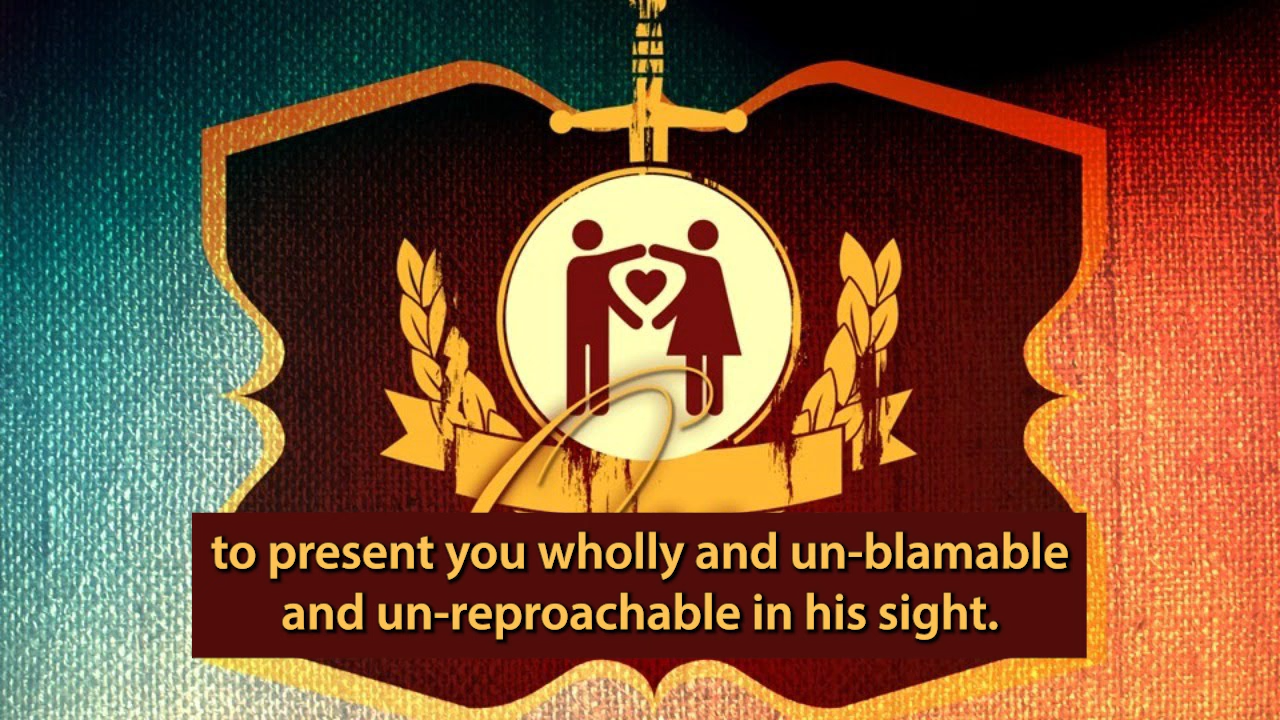 to present you wholly and un-blamable
and un-reproachable in his sight.